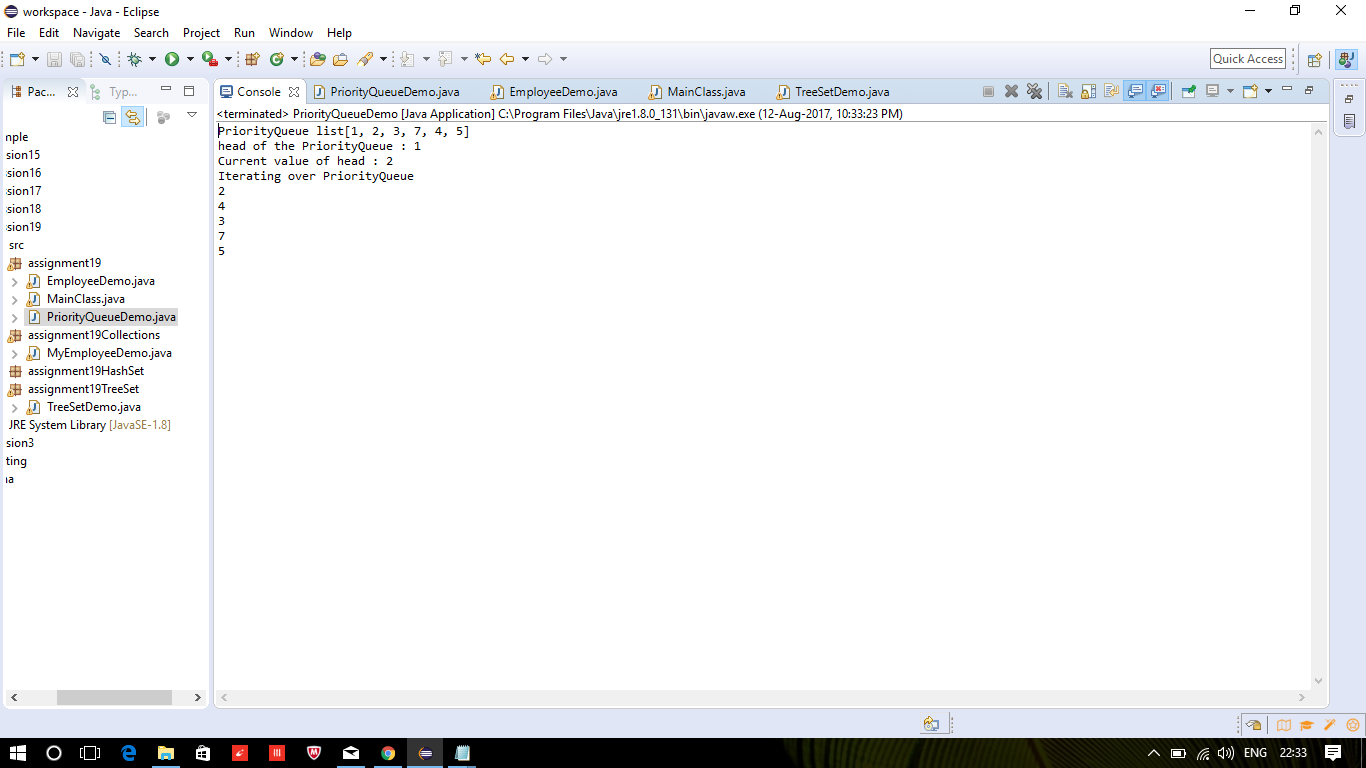 workspace - Java - Eclipse
File Edit Navigate Search Project Run Window Help
Quick Access
Pac... Typ...
Console PriorityQueueDemo.java EmployeeDemo.java MainClass.java TreeSetDemo.java
<terminated> PriorityQueueDemo [Java Application] C:\Program Files\Java\jre1.8.0_131\bin\javaw.exe (12-Aug-2017, 10:33:23 PM)
PriorityQueue list[1, 2, 3, 7, 4, 5]
head of the PriorityQueue : 1
Current value of head : 2
Iterating over PriorityQueue
2
4
3
7
5
nple
sion15
sion16
sion17
sion18
sion19
src
assignment19
EmployeeDemo.java
MainClass.java
PriorityQueueDemo.java
assignment19Collections
MyEmployeeDemo.java
assignment19HashSet
assignment19TreeSet
TreeSetDemo.java
JRE System Library [JavaSE-1.8]
sion3
ting
ENG 22:33